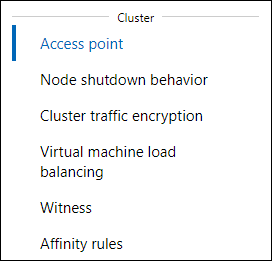 Cluster
Access point
Node shutdown behavior
Cluster traffic encryption
Virtual machine load
balancing
Witness
Affinity rules